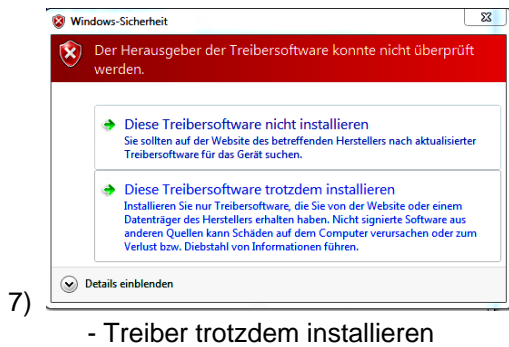 Windows-Sicherheit
Der Herausgeber der Treibersoftware konnte nicht überprüft
werden.
Diese Treibersoftware nicht installieren
Sie sollten auf der Website des betreffenden Herstellers nach aktualisierter
Treibersoftware für das Gerät suchen.
Diese Treibersoftware trotzdem installieren
Installieren Sie nur Treibersoftware, die Sie von der Website oder einem
Datenträger des Herstellers erhalten haben. Nicht signierte Software aus
anderen Quellen kann Schäden auf dem Computer verursachen oder zum
Verlust bzw. Diebstahl von Informationen führen.
Details einblenden
7)
- Treiber trotzdem installieren